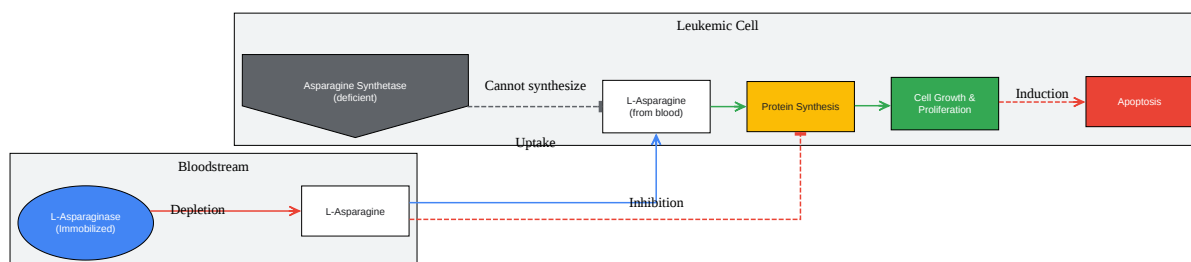 Leukemic Cell
Asparagine Synthetase
(deficient)
Cannot synthesize
L-Asparagine
(from blood)
Protein Synthesis
Cell Growth &
Proliferation
Induction
Apoptosis
Uptake
Bloodstream
L-Asparaginase
(Immobilized)
Depletion
L-Asparagine
Inhibition